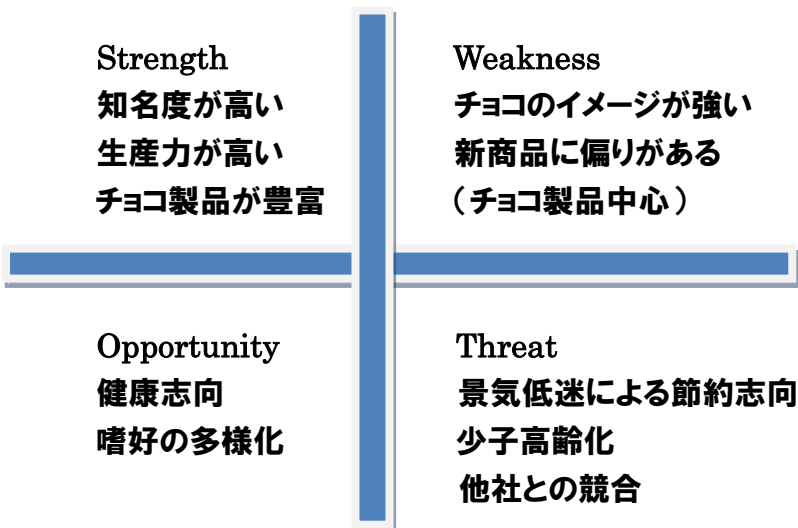 Strength
知名度が高い
生産力が高い
チョコ製品が豊富
Weakness
チョコのイメージが強い
新商品に偏りがある
（チョコ製品中心）
Opportunity
健康志向
嗜好の多様化
Threat
景気低迷による節約志向
少子高齢化
他社との競合